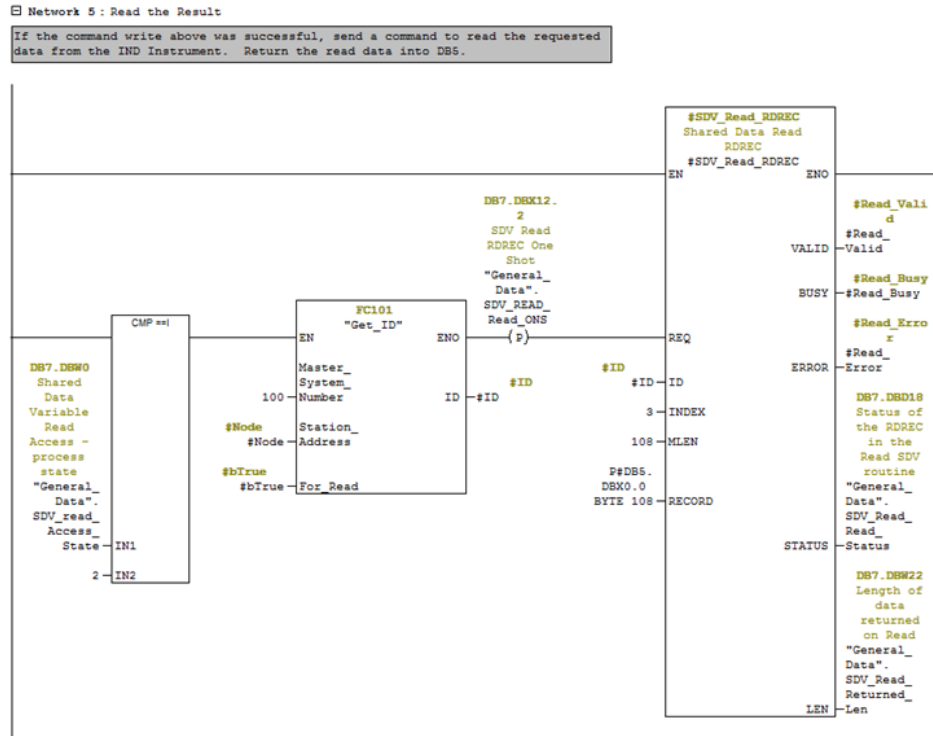 Network 5 : Read the Result
If the command write above was successful, send a command to read the requested
data from the IND Instrument.  Return the read data into DB5.
CMP ==I
DB7.DBW0
Shared
Data
Variable
Read
Access -
process
state
"General_
Data".
SDV_read_
Access_
State
IN1
2
IN2
FC101
"Get_ID"
EN
ENO
Master_
System_
100
Number
ID
#ID
#ID
#Node
Station_
#Node
Address
#bTrue
#bTrue
For_Read
DB7.DBX12.
2
SDV Read
RDREC One
Shot
"General_
Data".
SDV_READ_
Read_ONS
(P)
#SDV_Read_RDREC
Shared Data Read
RDREC
#SDV_Read_RDREC
EN
ENO
REQ
#ID
#ID
ID
3
INDEX
108
MLEN
P#DB5.
DBX0.0
BYTE 108
RECORD
#Read_Vali
d
#Read_
VALID
Valid
#Read_Busy
BUSY
#Read_Busy
#Read_Erro
r
#Read_
ERROR
Error
DB7.DBD18
Status of
the RDREC
in the
Read SDV
routine
"General_
Data".
SDV_Read_
Read_
STATUS
Status
DB7.DBW22
Length of
data
returned
on Read
"General_
Data".
SDV_Read_
Returned_
LEN
Len